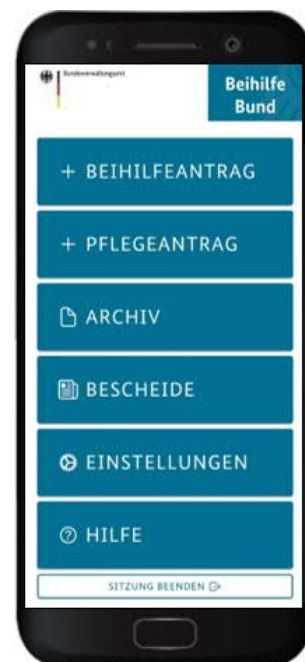 Bundesverwaltungsamt
Beihilfe
Bund
+ BEIHILFEANTRAG
+ PFLEGEANTRAG
ARCHIV
BESCHEIDE
EINSTELLUNGEN
HILFE
SITZUNG BEENDEN